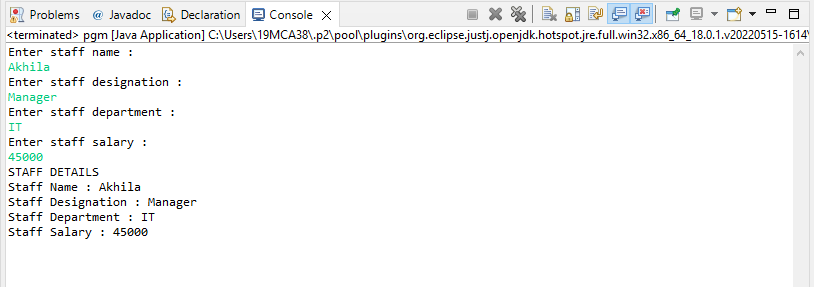 Problems @ Javadoc Declaration Console
<terminated> pgm [Java Application] C:\Users\19MCA38\.p2\pool\plugins\org.eclipse.justj.openjdk.hotspot.jre.full.win32.x86_64_18.0.1.v20220515-1614\
Enter staff name :
Akhila
Enter staff designation :
Manager
Enter staff department :
IT
Enter staff salary :
45000
STAFF DETAILS
Staff Name : Akhila
Staff Designation : Manager
Staff Department : IT
Staff Salary : 45000